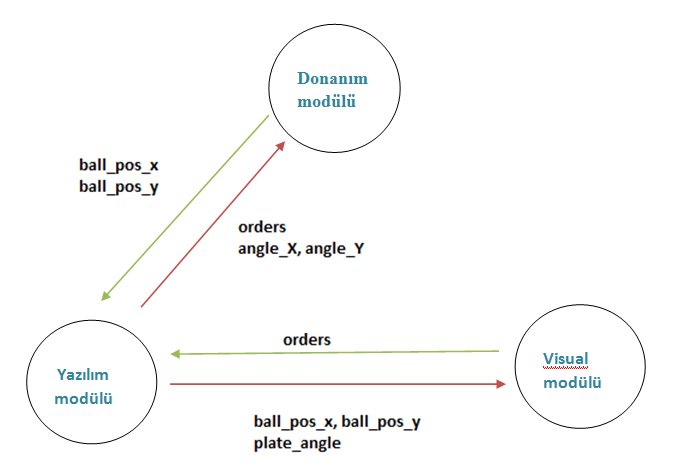 Donanım
modülü
ball_pos_x
ball_pos_y
orders
angle_X, angle_Y
orders
Yazılım
modülü
Visual
modülü
ball_pos_x, ball_pos_y
plate_angle